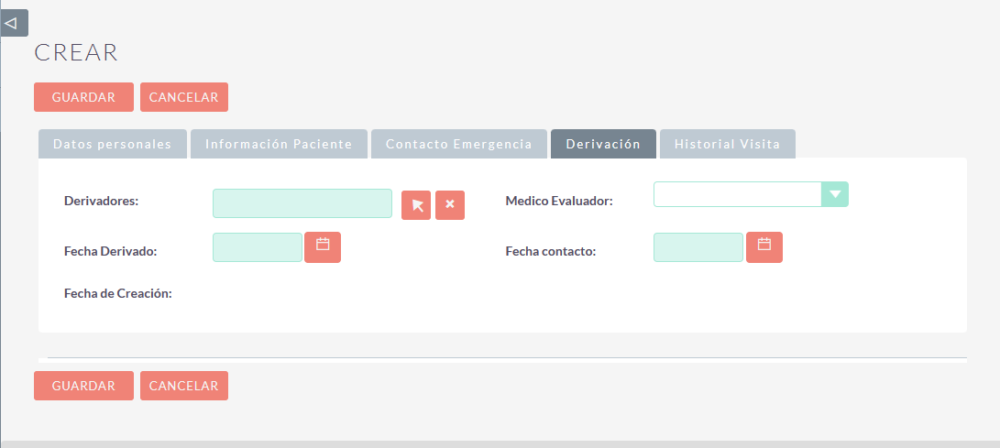 CREAR
GUARDAR CANCELAR
Datos personales Información Paciente Contacto Emergencia Derivación Historial Visita
Derivadores: Medico Evaluador:
Fecha Derivado: Fecha contacto:
Fecha de Creación:
GUARDAR CANCELAR